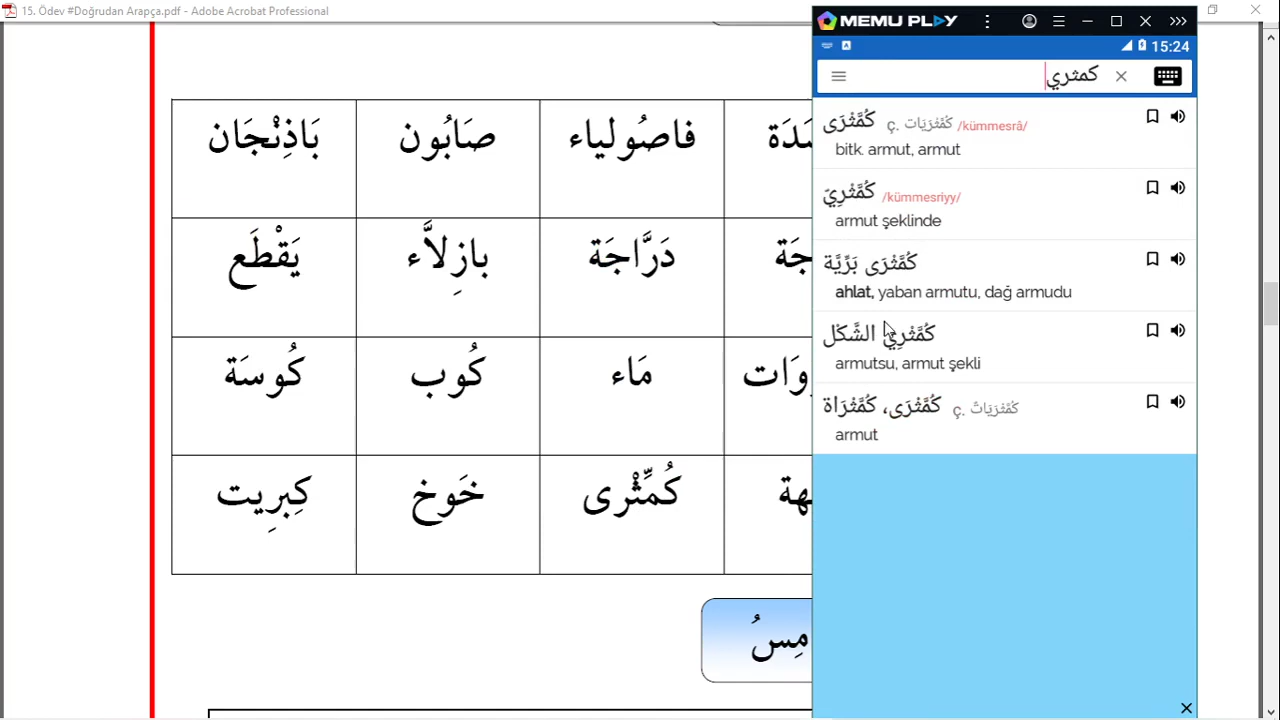 15. Ödev #Doğrudan Arapça.pdf - Adobe Acrobat Professional
MEMU PLAY
15:24
كمثري
كُمَّثْرَى ج. كُمَّثْرَيَات /kümmesrâ/
bitk. armut, armut
كُمَّثْرِيّ /kümmesriyy/
armut şeklinde
كُمَّثْرَى بَرِّيَّة
ahlat, yaban armutu, dağ armudu
كُمَّثْرِيّ الشَّكْل
armutsu, armut şekli
كُمَّثْرَى، كُمَّثْرَاة ج. كُمَّثْرَيَاتٌ
armut
فاصُولياء صَابُون بَاذِنْجَان
دَرَّاجَة بازِلاَّء يَقْطَع
مَاء كُوب كُوسَة
كُمِّثْرى خَوخ كِبرِيت